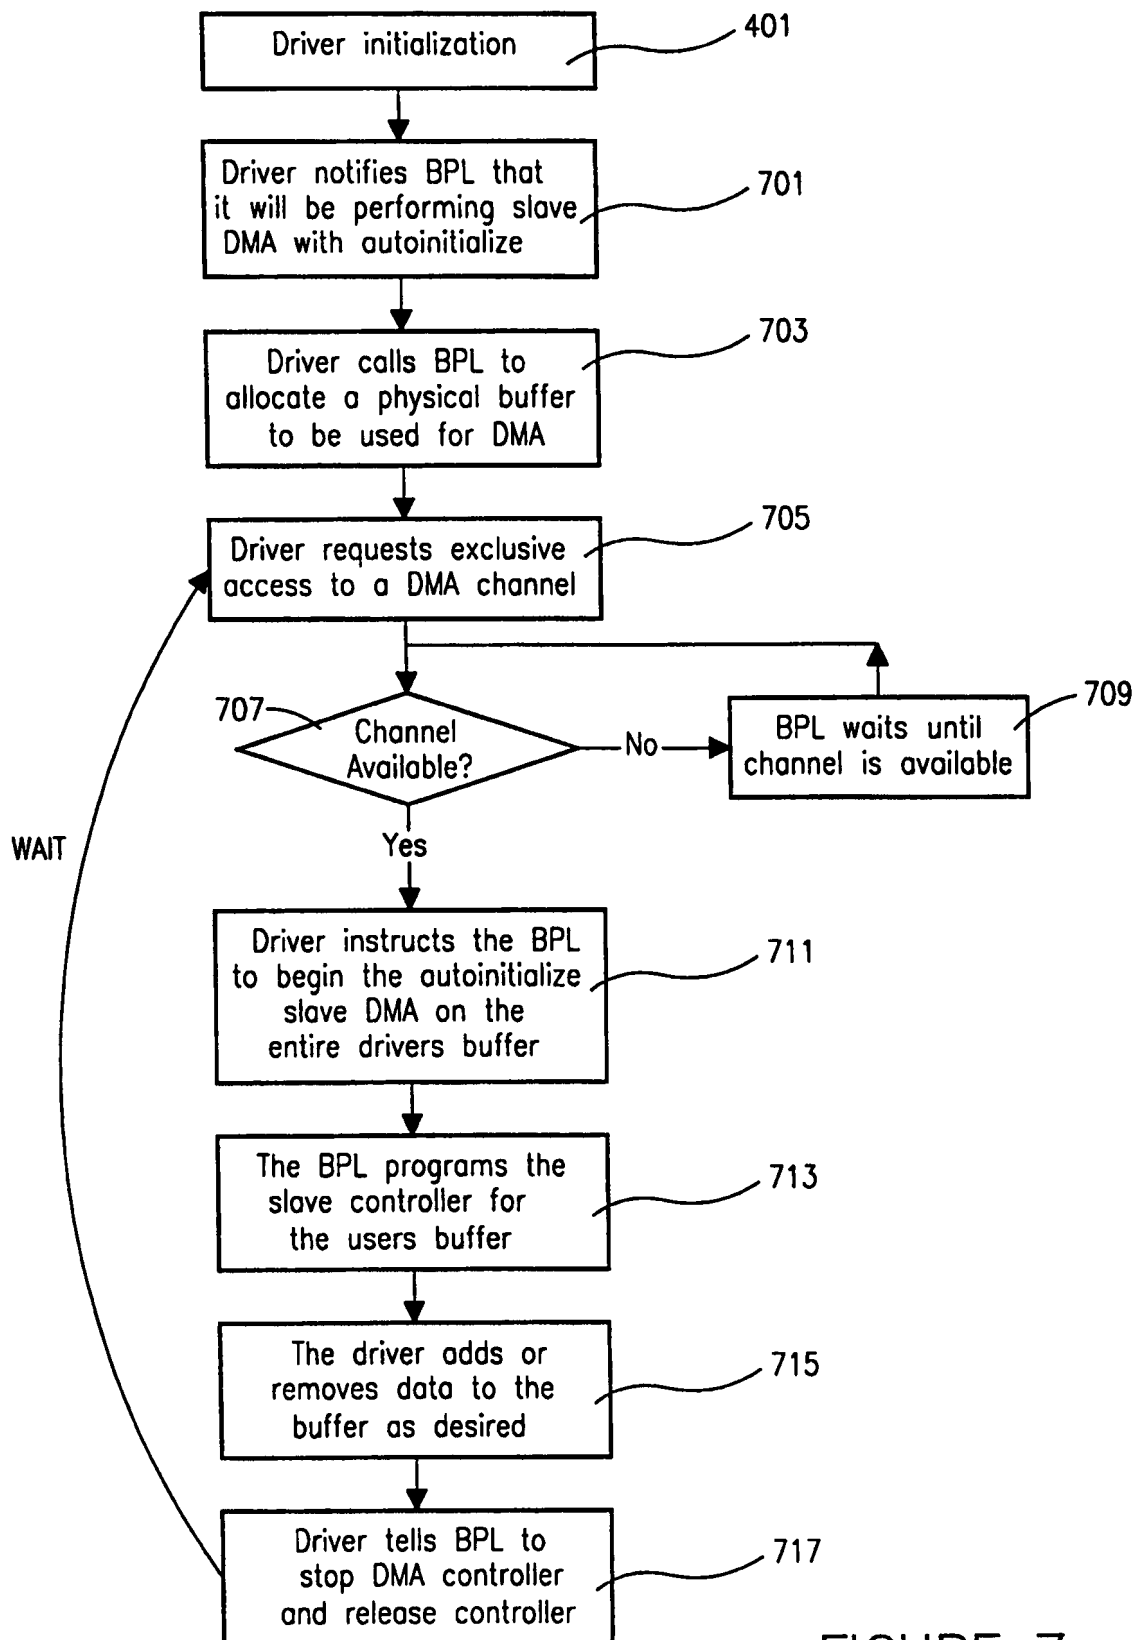 Driver initialization
401
Driver notifies BPL that
it will be performing slave
DMA with autoinitialize
701
Driver calls BPL to
allocate a physical buffer
to be used for DMA
703
Driver requests exclusive
access to a DMA channel
705
707
Channel
Available?
No
BPL waits until
channel is available
709
WAIT
Yes
Driver instructs the BPL
to begin the autoinitialize
slave DMA on the
entire drivers buffer
711
The BPL programs the
slave controller for
the users buffer
713
The driver adds or
removes data to the
buffer as desired
715
Driver tells BPL to
stop DMA controller
and release controller
717
FIGURE 7